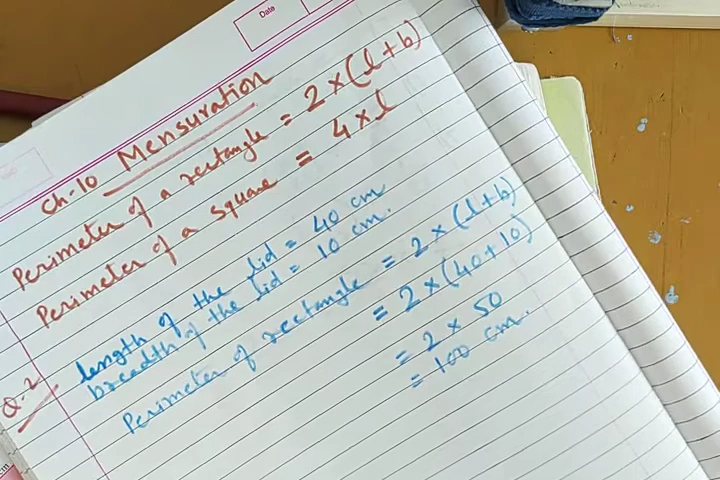 Date
Ch-10 Mensuration
Perimeter of a rectangle = 2 × (l + b)
Perimeter of a square = 4 × l
Q-2 length of the lid = 40 cm
breadth of the lid = 10 cm.
Perimeter of rectangle = 2 × (l + b)
= 2 × (40 + 10)
= 2 × 50
= 100 cm.